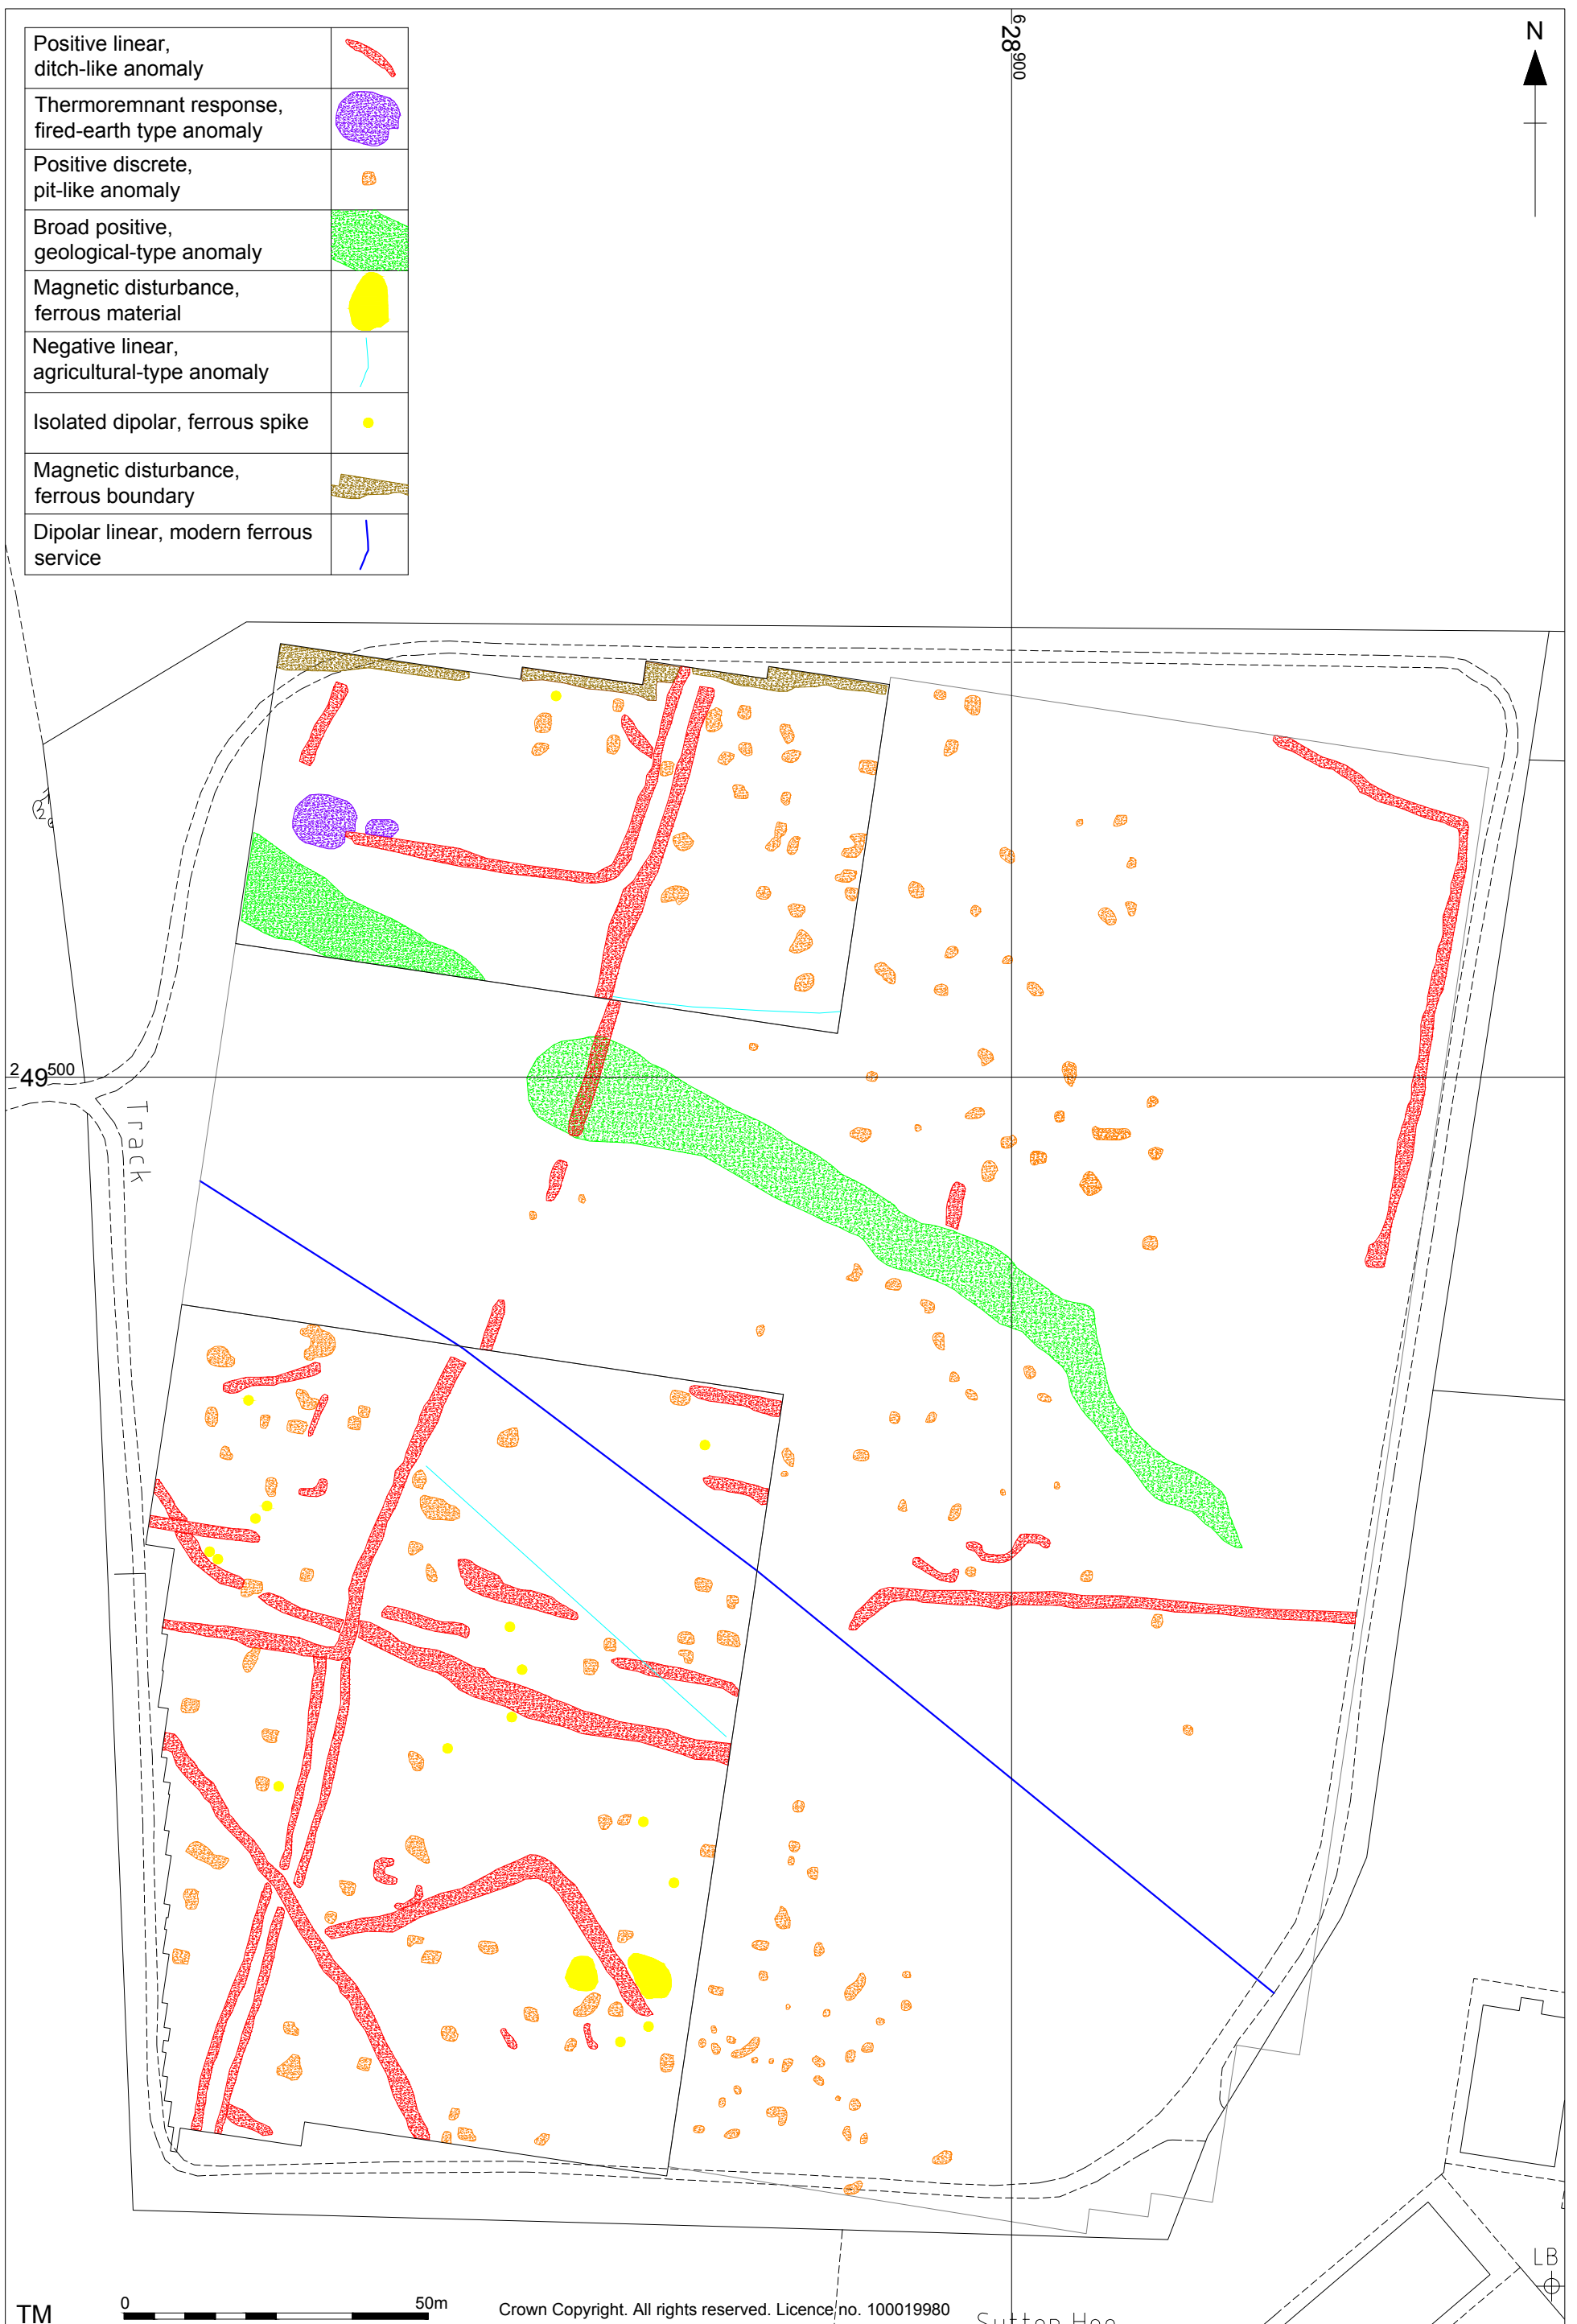 Positive linear,
ditch-like anomaly
Thermoremnant response,
fired-earth type anomaly
Positive discrete,
pit-like anomaly
Broad positive,
geological-type anomaly
Magnetic disturbance,
ferrous material
Negative linear,
agricultural-type anomaly
Isolated dipolar, ferrous spike
Magnetic disturbance,
ferrous boundary
Dipolar linear, modern ferrous
service
628900
N
249500
Track
LB
TM
0
50m
Crown Copyright. All rights reserved. Licence no. 100019980
Sutton Hoo